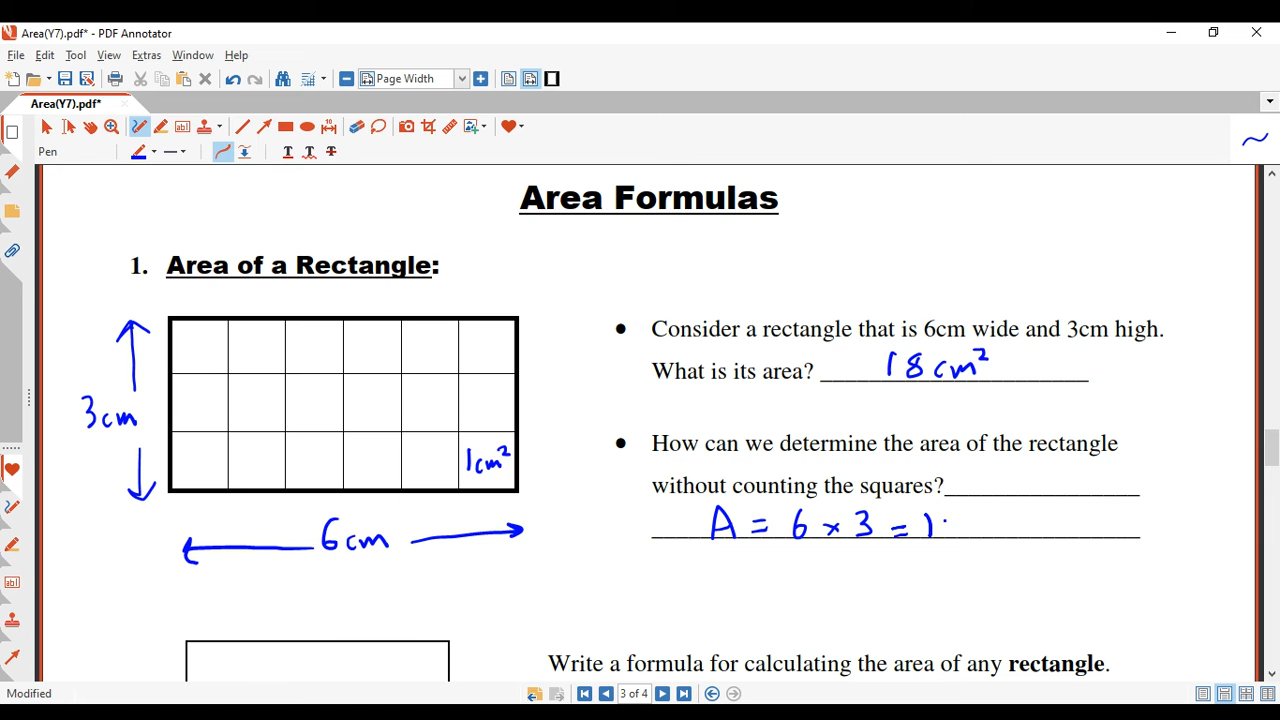 Area(Y7).pdf* - PDF Annotator
File Edit Tool View Extras Window Help
Page Width
Area(Y7).pdf*
Pen
Area Formulas
1. Area of a Rectangle:
Consider a rectangle that is 6cm wide and 3cm high.
What is its area? 18cm²
3cm
1cm²
6cm
How can we determine the area of the rectangle
without counting the squares?
A = 6 × 3 = 1
Write a formula for calculating the area of any rectangle.
Modified
3 of 4